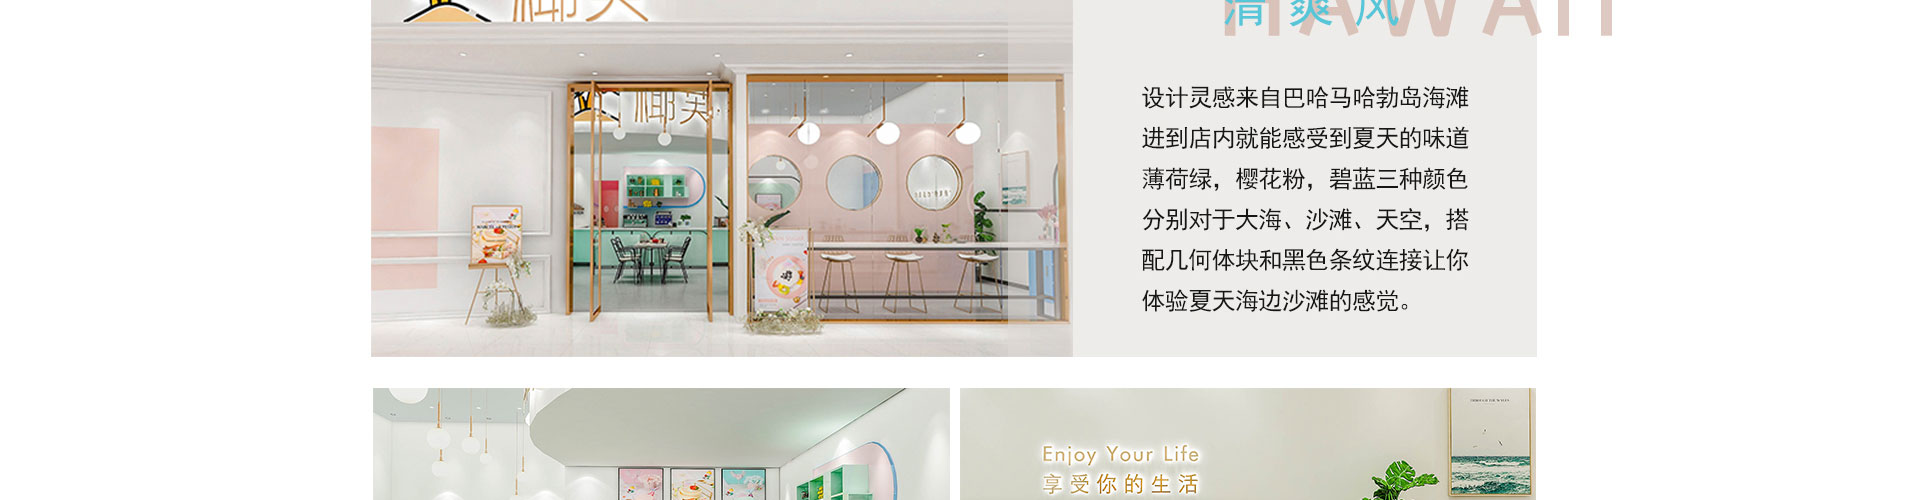 清爽风
HAWAII
设计灵感来自巴哈马哈勃岛海滩
进到店内就能感受到夏天的味道
薄荷绿，樱花粉，碧蓝三种颜色
分别对于大海、沙滩、天空，搭
配几何体块和黑色条纹连接让你
体验夏天海边沙滩的感觉。
Enjoy Your Life
享受你的生活